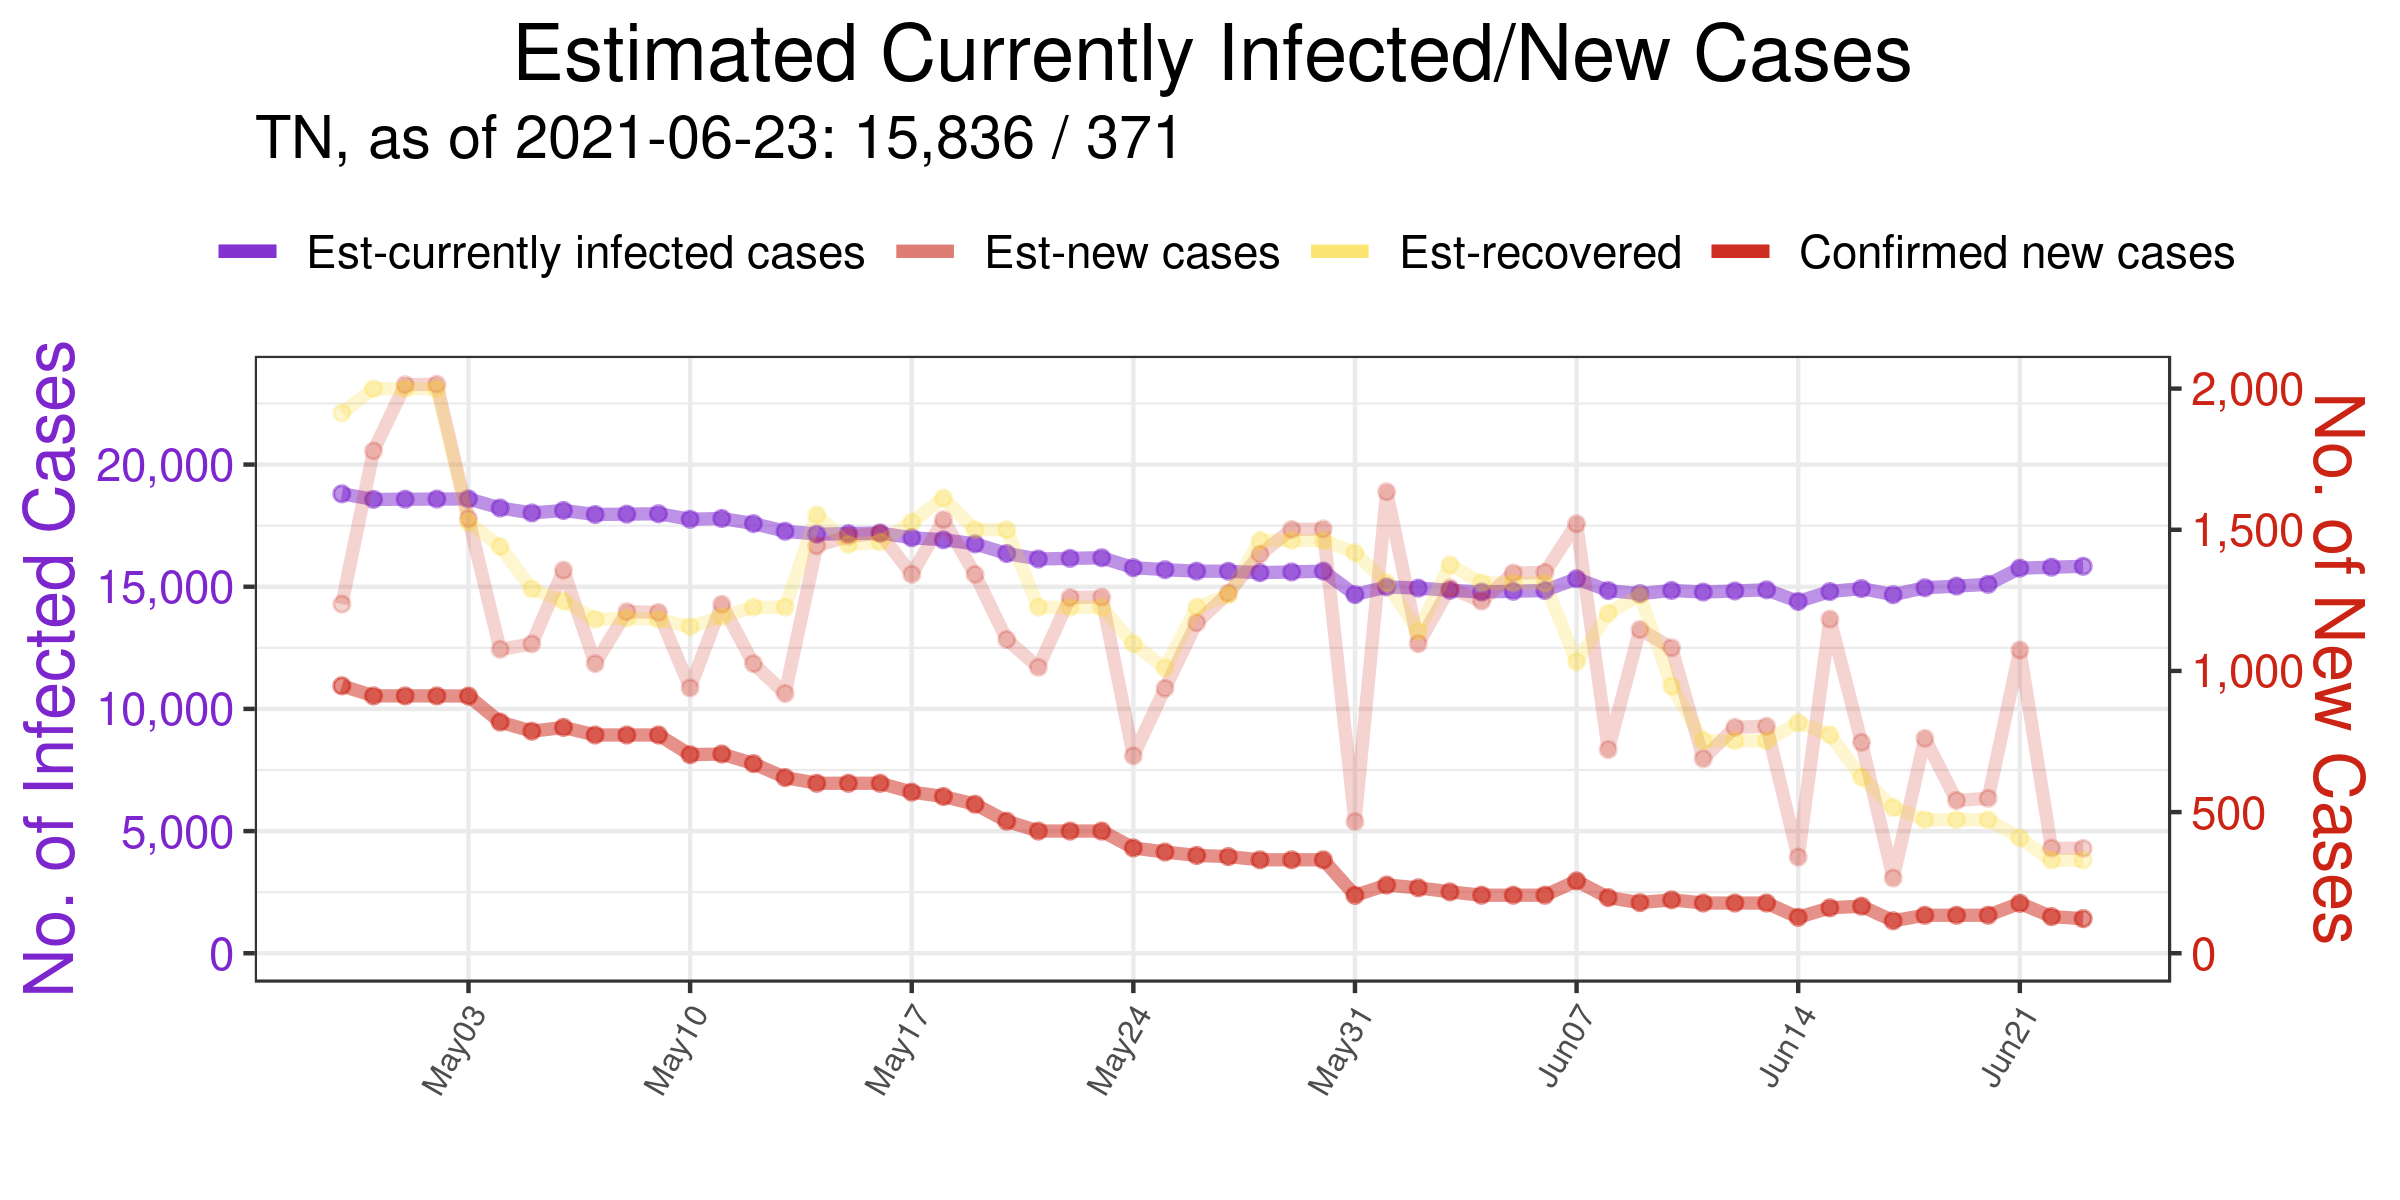 Estimated Currently Infected/New Cases
TN, as of 2021-06-23: 15,836 / 371
Est-currently infected cases Est-new cases Est-recovered Confirmed new cases
No. of Infected Cases
20,000
15,000
10,000
5,000
0
2,000
1,500
1,000
500
0
No. of New Cases
May03 May10 May17 May24 May31 Jun07 Jun14 Jun21